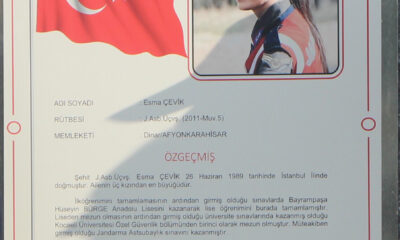 ADI SOYADI : Esma ÇEVİK
RÜTBESİ : J.Asb.Üçvş. (2011-Muv.5)
MEMLEKETİ : Dinar/AFYONKARAHİSAR
ÖZGEÇMİŞ
Şehit J.Asb.Üçvş. Esma ÇEVİK 26 Haziran 1989 tarihinde İstanbul İlinde
doğmuştur. Ailenin üç kızından en büyüğüdür.
İlköğrenimini tamamlamasının ardından girmiş olduğu sınavlarda Bayrampaşa
Hüseyin BÜRGE Anadolu Lisesini kazanarak lise öğrenimini burada tamamlamıştır.
Liseden mezun olmasının ardından girmiş olduğu üniversite sınavlarında kazanmış olduğu
Kocaeli Üniversitesi Özel Güvenlik bölümünden birinci olarak mezun olmuştur. Müteakiben
girmiş olduğu Jandarma Astsubaylık sınavını kazanmıştır.